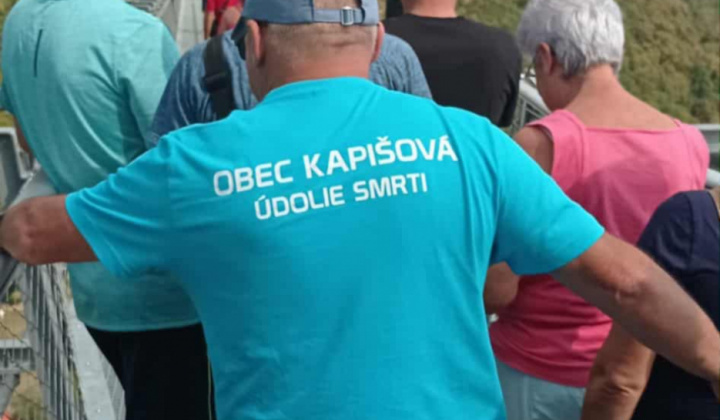 OBEC KAPIŠOVÁ
ÚDOLIE SMRTI